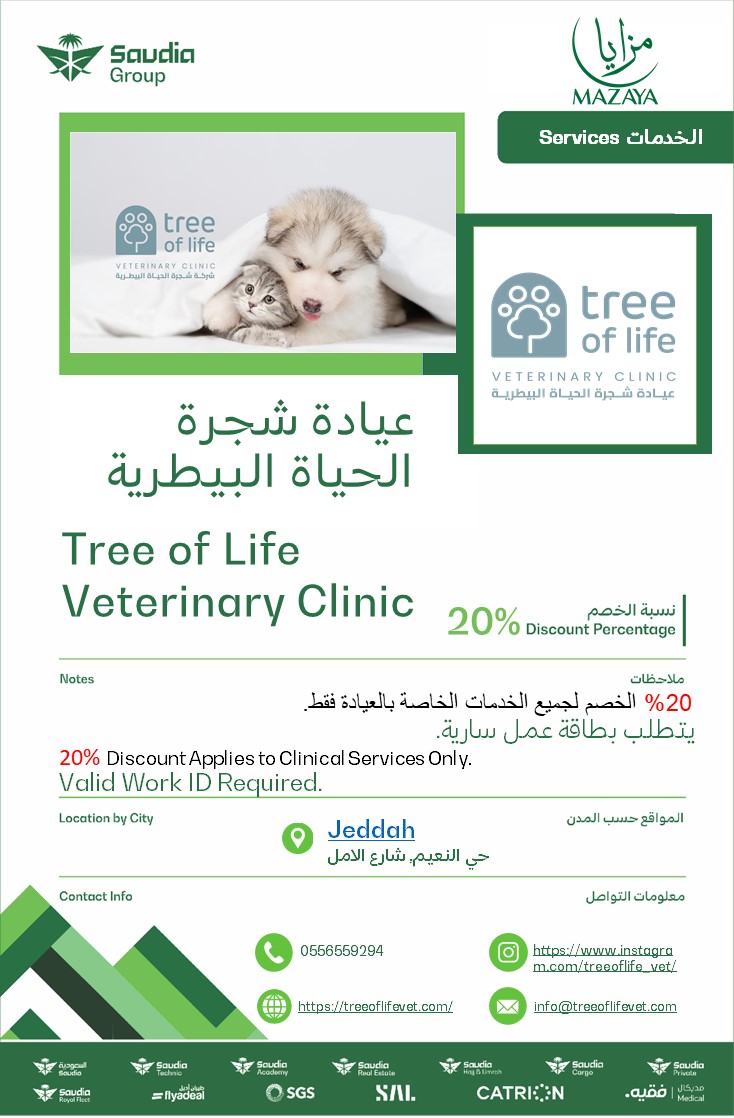 Saudia
Group
مزايا
MAZAYA
Services الخدمات
tree
of life
VETERINARY CLINIC
شركة شجرة الحياة البيطرية
tree
of life
VETERINARY CLINIC
عيادة شجرة الحياة البيطرية
عيادة شجرة
الحياة البيطرية
Tree of Life
Veterinary Clinic
20%
نسبة الخصم
Discount Percentage
Notes
ملاحظات
%20 الخصم لجميع الخدمات الخاصة بالعيادة فقط.
يتطلب بطاقة عمل سارية.
20% Discount Applies to Clinical Services Only.
Valid Work ID Required.
Location by City
المواقع حسب المدن
Jeddah
حي النعيم, شارع الامل
Contact Info
معلومات التواصل
0556559294
https://www.instagra
m.com/treeoflife_vet/
https://treeoflifevet.com/
info@treeoflifevet.com
السعودية
Saudia
Saudia
Technic
Saudia
Academy
Saudia
Real Estate
Saudia
Hajj & Umrah
Saudia
Cargo
Saudia
Private
Saudia
Royal Fleet
طيران أديل
flyadeal
SGS
SAL
CATRION
فقيه.
مديكال
Medical